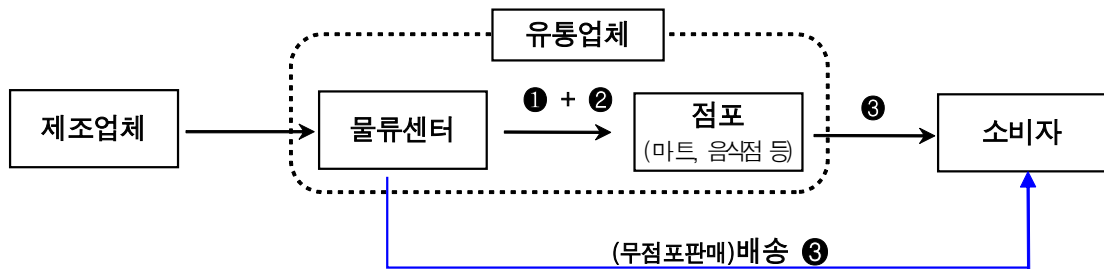 유통업체
제조업체
물류센터
❶ + ❷
점포
(마트, 음식점 등)
❸
소비자
(무점포판매)배송 ❸